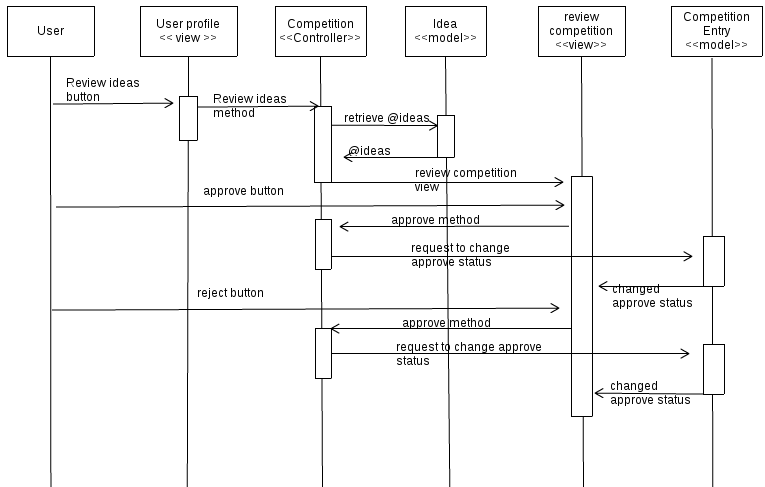 User
User profile
<< view >>
Competition
<<Controller>>
Idea
<<model>>
review
competition
<<view>>
Competition
Entry
<<model>>
Review ideas
button
Review ideas
method
retrieve @ideas
@ideas
review competition
view
approve button
approve method
request to change
approve status
changed
approve status
reject button
approve method
request to change approve
status
changed
approve status